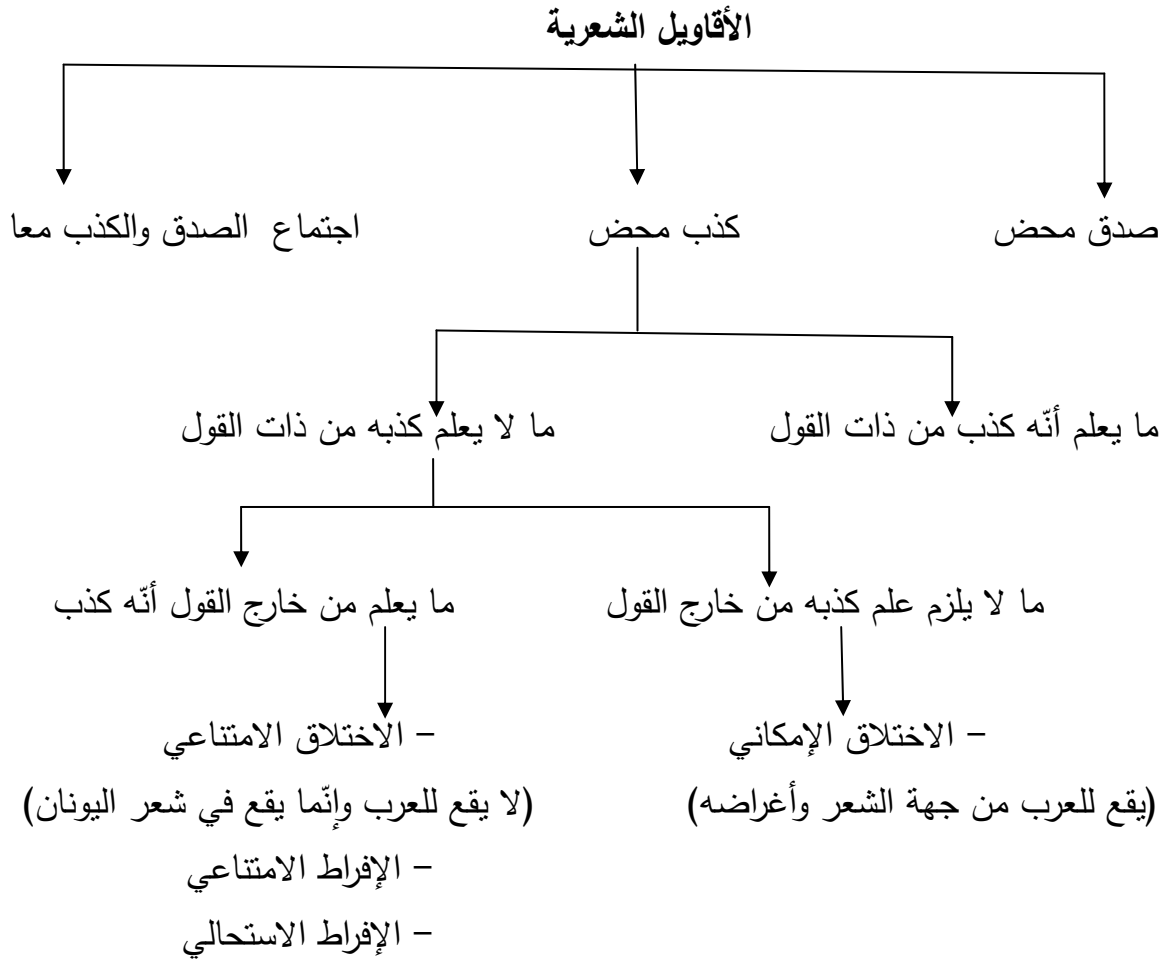 الأقاويل الشعرية
صدق محض
كذب محض
اجتماع الصدق والكذب معا
ما يعلم أنّه كذب من ذات القول
ما لا يعلم كذبه من ذات القول
ما لا يلزم علم كذبه من خارج القول
ما يعلم من خارج القول أنّه كذب
– الاختلاق الإمكاني
(يقع للعرب من جهة الشعر وأغراضه)
– الاختلاق الامتناعي
(لا يقع للعرب وإنّما يقع في شعر اليونان)
– الإفراط الامتناعي
– الإفراط الاستحالي